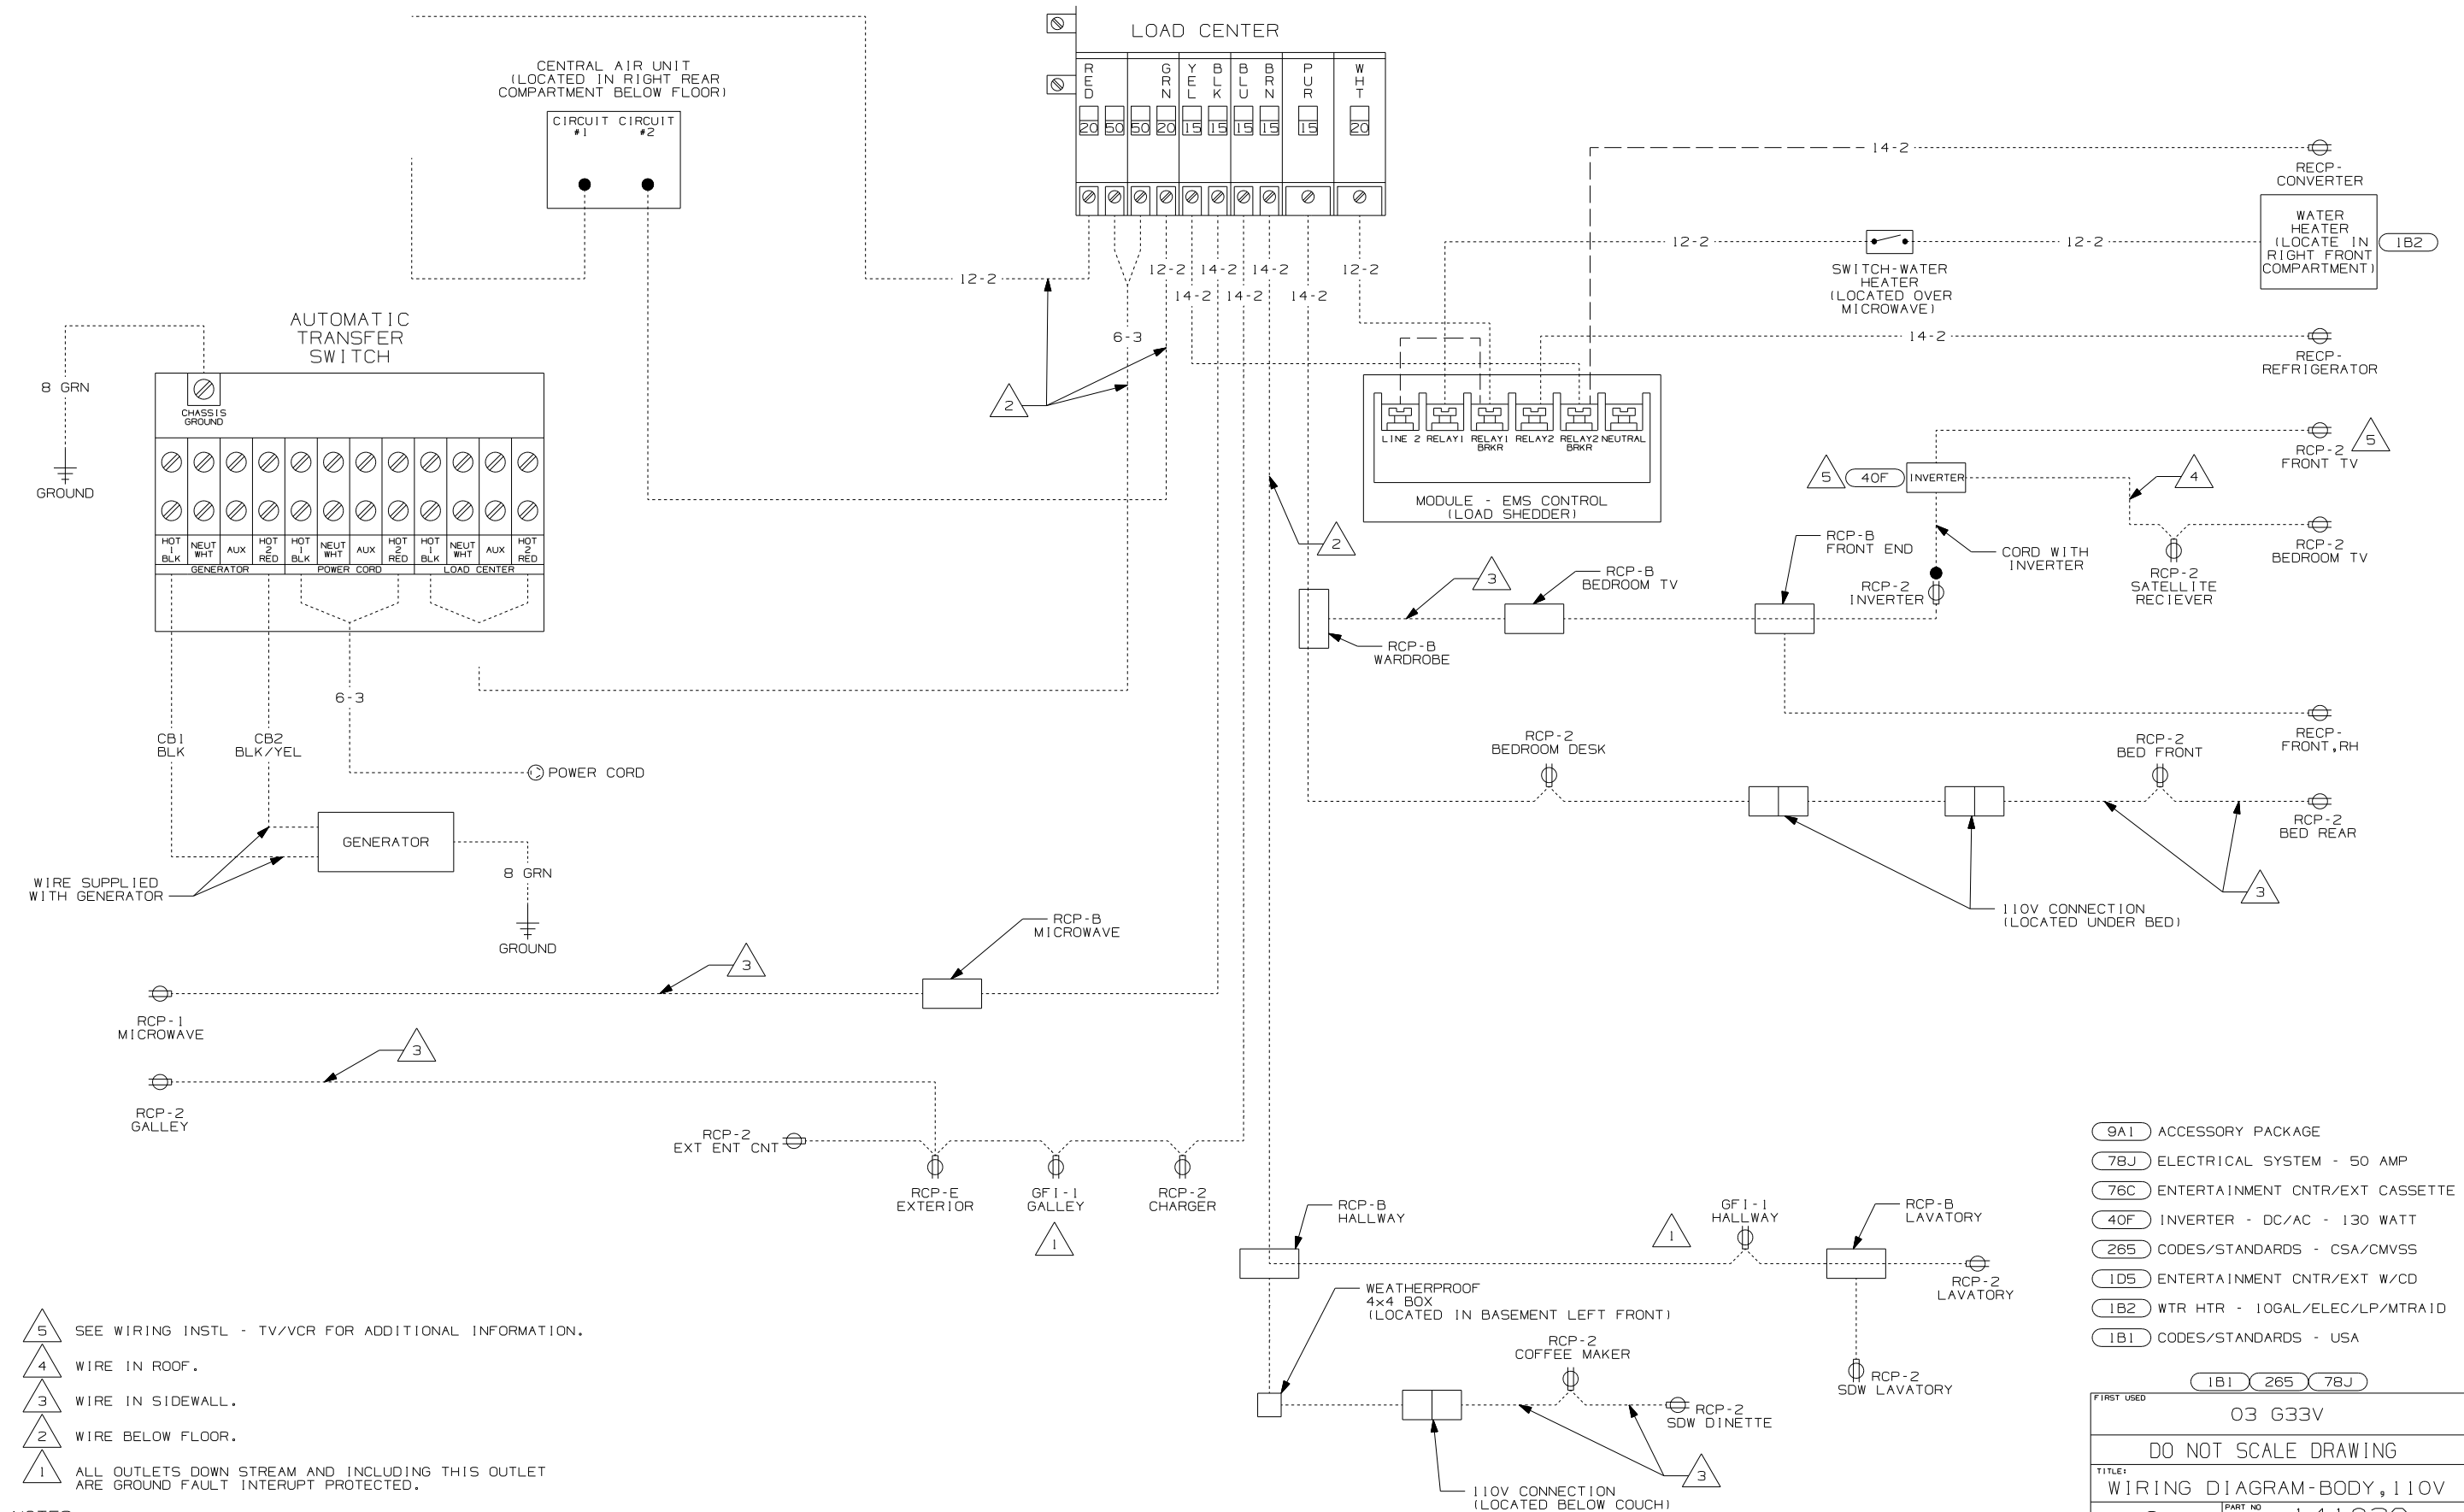 LOAD CENTER
RED
GRN
YEL
BLK
BLU
BRN
PUR
WHT
20 50 50 20 15 15 15 15 15 20
CENTRAL AIR UNIT
(LOCATED IN RIGHT REAR
COMPARTMENT BELOW FLOOR)
CIRCUIT CIRCUIT
#1 #2
14-2
RECP-
CONVERTER
WATER
HEATER
(LOCATE IN
RIGHT FRONT
COMPARTMENT)
1B2
12-2
12-2
SWITCH-WATER
HEATER
(LOCATED OVER
MICROWAVE)
12-2
12-2 14-2 14-2 12-2
14-2 14-2 14-2
6-3
14-2
RECP-
REFRIGERATOR
AUTOMATIC
TRANSFER
SWITCH
8 GRN
GROUND
CHASSIS
GROUND
HOT 1 BLK
NEUT WHT
AUX
HOT 2 RED
HOT 1 BLK
NEUT WHT
AUX
HOT 2 RED
HOT 1 BLK
NEUT WHT
AUX
HOT 2 RED
GENERATOR
POWER CORD
LOAD CENTER
2
LINE 2 RELAY1 RELAY1 BRKR RELAY2 RELAY2 BRKR NEUTRAL
MODULE - EMS CONTROL
(LOAD SHEDDER)
2
5
40F
INVERTER
RCP-2
FRONT TV
5
4
RCP-2
BEDROOM TV
RCP-2
SATELLITE
RECIEVER
CORD WITH
INVERTER
RCP-B
FRONT END
RCP-2
INVERTER
3
RCP-B
BEDROOM TV
RCP-B
WARDROBE
RECP-
FRONT,RH
6-3
CB1
BLK
CB2
BLK/YEL
POWER CORD
GENERATOR
8 GRN
GROUND
WIRE SUPPLIED
WITH GENERATOR
RCP-2
BEDROOM DESK
RCP-2
BED FRONT
RCP-2
BED REAR
3
110V CONNECTION
(LOCATED UNDER BED)
RCP-B
MICROWAVE
3
RCP-1
MICROWAVE
3
RCP-2
GALLEY
RCP-2
EXT ENT CNT
RCP-E
EXTERIOR
GFI-1
GALLEY
1
RCP-2
CHARGER
RCP-B
HALLWAY
1
GFI-1
HALLWAY
RCP-B
LAVATORY
RCP-2
LAVATORY
RCP-2
SDW LAVATORY
WEATHERPROOF
4x4 BOX
(LOCATED IN BASEMENT LEFT FRONT)
RCP-2
COFFEE MAKER
RCP-2
SDW DINETTE
3
110V CONNECTION
(LOCATED BELOW COUCH)
9A1 ACCESSORY PACKAGE
78J ELECTRICAL SYSTEM - 50 AMP
76C ENTERTAINMENT CNTR/EXT CASSETTE
40F INVERTER - DC/AC - 130 WATT
265 CODES/STANDARDS - CSA/CMVSS
1D5 ENTERTAINMENT CNTR/EXT W/CD
1B2 WTR HTR - 10GAL/ELEC/LP/MTRAID
1B1 CODES/STANDARDS - USA
1B1 265 78J
FIRST USED
03 G33V
DO NOT SCALE DRAWING
TITLE:
WIRING DIAGRAM-BODY,110V
PART NO
5 SEE WIRING INSTL - TV/VCR FOR ADDITIONAL INFORMATION.
4 WIRE IN ROOF.
3 WIRE IN SIDEWALL.
2 WIRE BELOW FLOOR.
1 ALL OUTLETS DOWN STREAM AND INCLUDING THIS OUTLET
ARE GROUND FAULT INTERUPT PROTECTED.